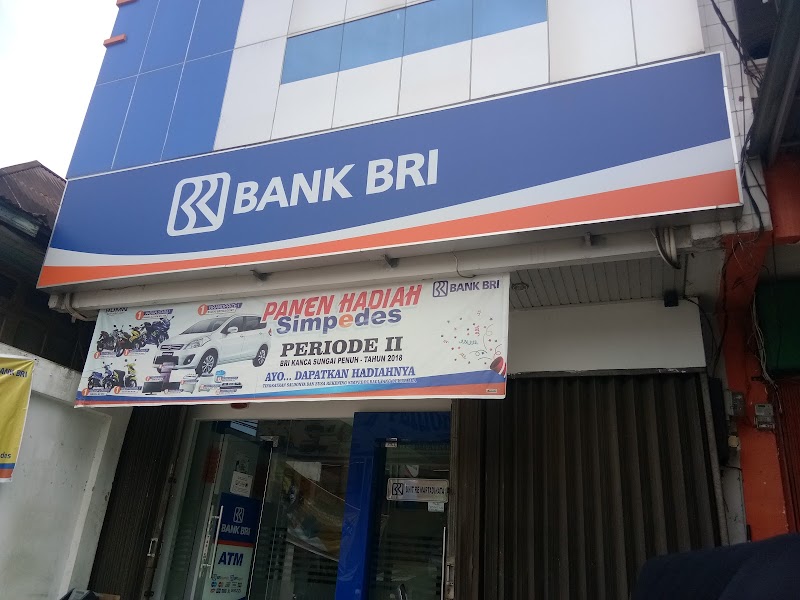 BANK BRI
PANEN HADIAH
BANK BRI
Simpedes
PERIODE II
BRI KANCA SUNGAI PENUH - TAHUN 2018
AYO... DAPATKAN HADIAHNYA
BANK BRI
BANK BRI
ATM